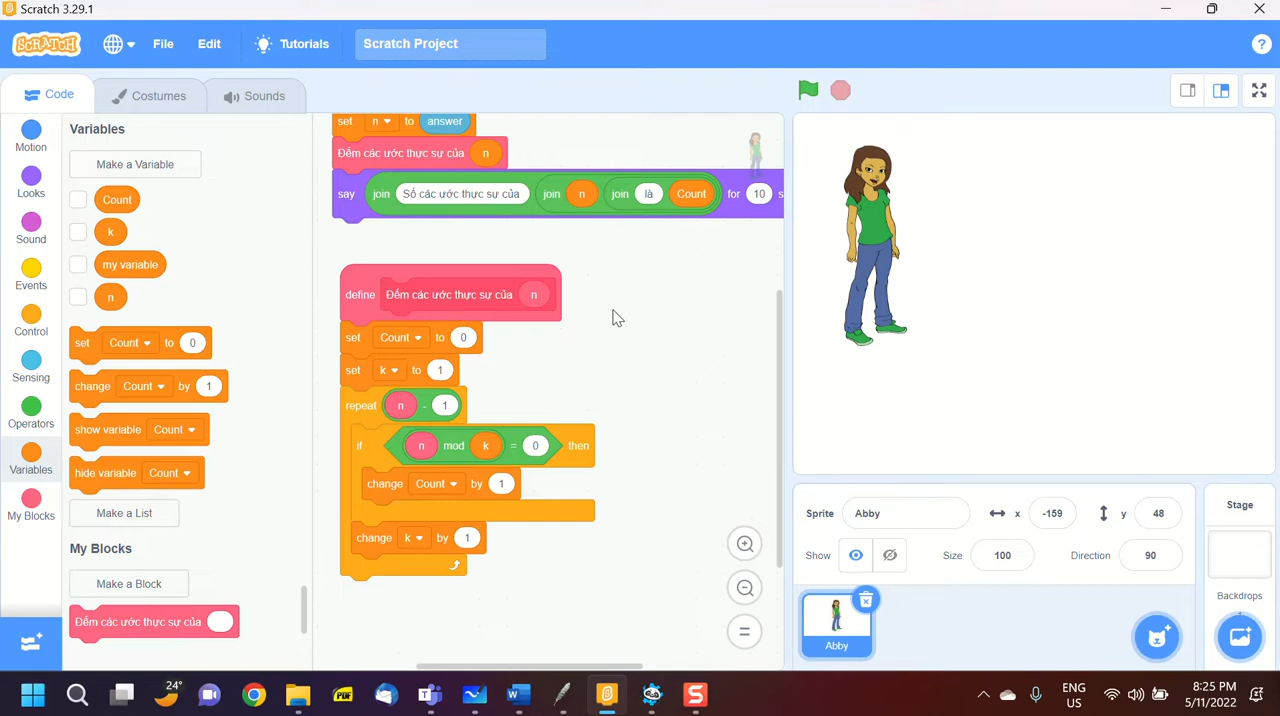 Scratch 3.29.1
SCRATCH File Edit Tutorials Scratch Project ?
Code Costumes Sounds
Motion
Looks
Sound
Events
Control
Sensing
Operators
Variables
My Blocks
Variables
Make a Variable
Count
k
my variable
n
set Count to 0
change Count by 1
show variable Count
hide variable Count
Make a List
My Blocks
Make a Block
Đếm các ước thực sự của
set n to answer
Đếm các ước thực sự của n
say join Số các ước thực sự của join n join là Count for 10 s
define Đếm các ước thực sự của n
set Count to 0
set k to 1
repeat n - 1
if n mod k = 0 then
change Count by 1
change k by 1
Sprite Abby x -159 y 48
Show Size 100 Direction 90
Abby
Stage
Backdrops
24°
PDF
ENG
US
8:25 PM
5/11/2022